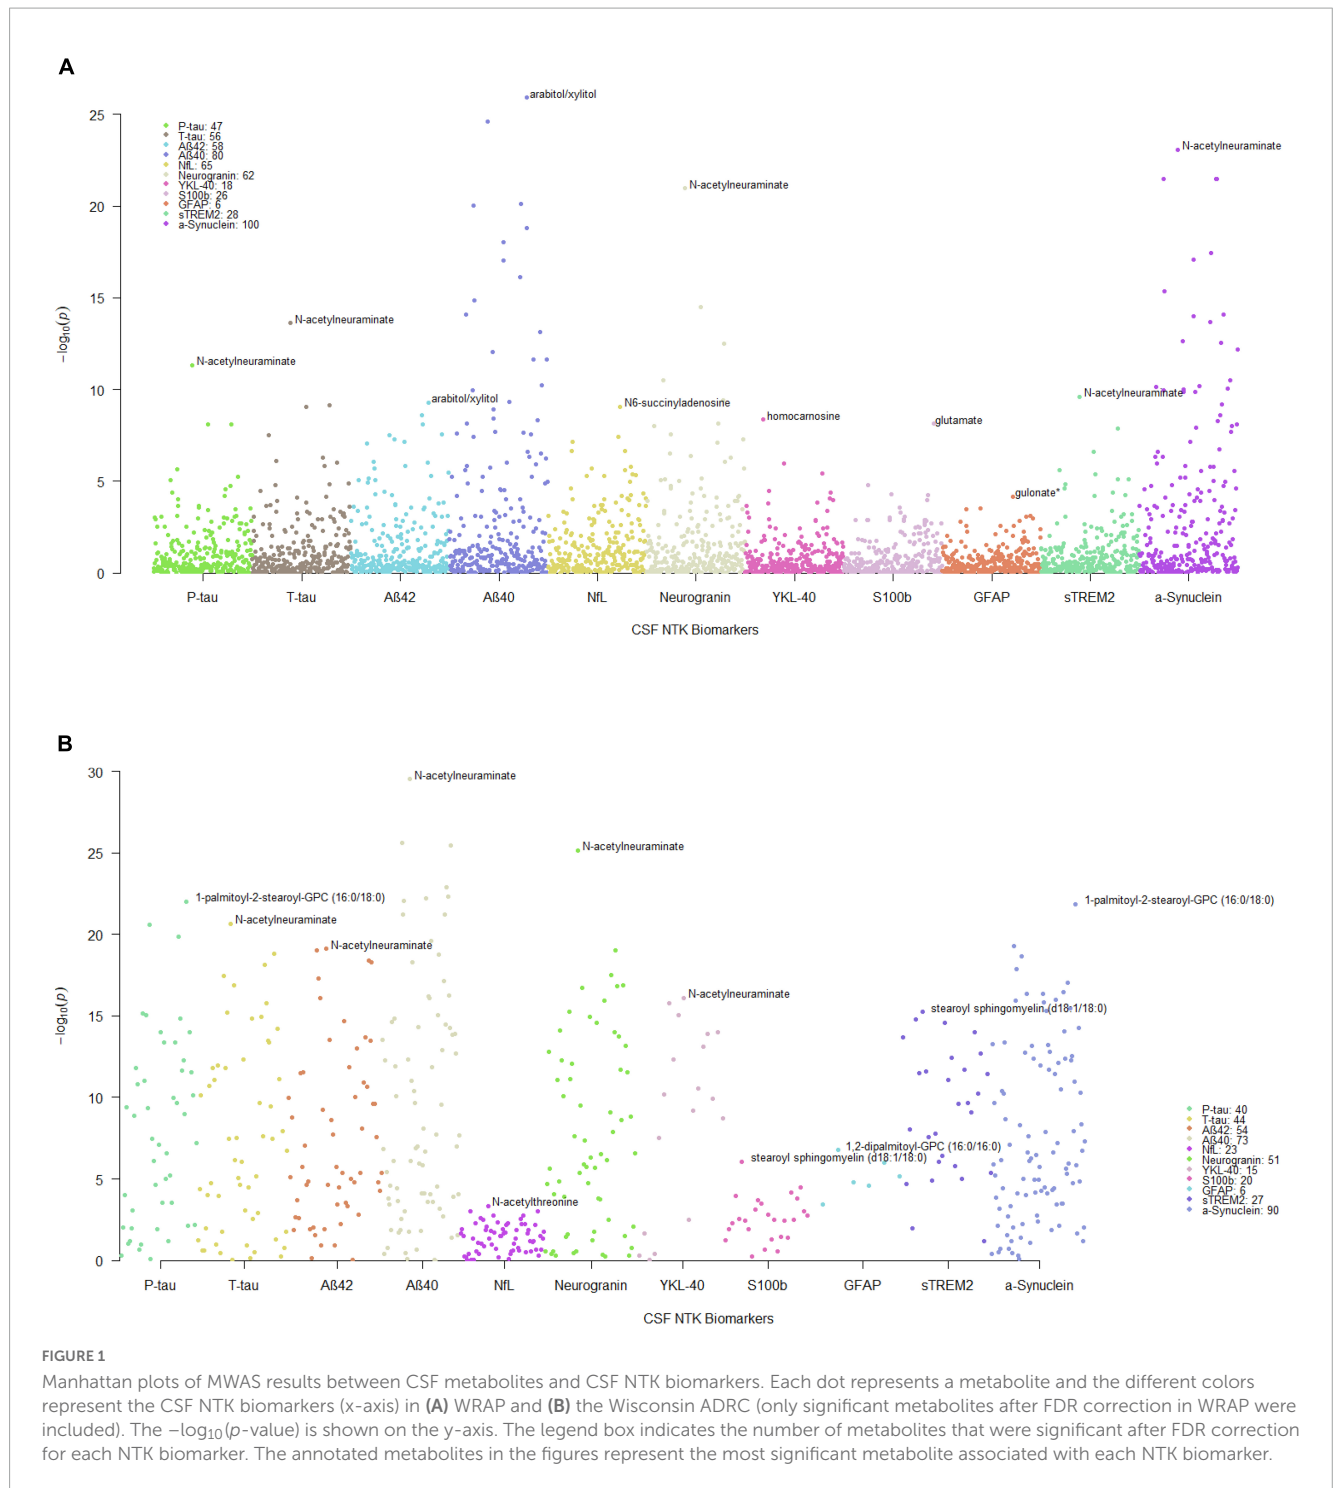 A
arabitol/xylitol
25
P-tau: 47
T-tau: 56
Aß42: 58
Aß40: 80
NfL: 65
Neurogranin: 62
YKL-40: 18
S100b: 26
GFAP: 6
sTREM2: 28
a-Synuclein: 100
N-acetylneuraminate
N-acetylneuraminate
20
15
N-acetylneuraminate
−log10(p)
N-acetylneuraminate
10
arabitol/xylitol
N6-succinyladenosine
homocarnosine
glutamate
N-acetylneuraminate
5
gulonate*
0
P-tau T-tau Aß42 Aß40 NfL Neurogranin YKL-40 S100b GFAP sTREM2 a-Synuclein
CSF NTK Biomarkers
B
30
N-acetylneuraminate
25
N-acetylneuraminate
1-palmitoyl-2-stearoyl-GPC (16:0/18:0)
1-palmitoyl-2-stearoyl-GPC (16:0/18:0)
N-acetylneuraminate
20
N-acetylneuraminate
N-acetylneuraminate
stearoyl sphingomyelin (d18:1/18:0)
15
−log10(p)
10
P-tau: 40
T-tau: 44
Aß42: 54
Aß40: 73
NfL: 23
Neurogranin: 51
YKL-40: 15
S100b: 20
GFAP: 6
sTREM2: 27
a-Synuclein: 90
1,2-dipalmitoyl-GPC (16:0/16:0)
stearoyl sphingomyelin (d18:1/18:0)
5
N-acetylthreonine
0
P-tau T-tau Aß42 Aß40 NfL Neurogranin YKL-40 S100b GFAP sTREM2 a-Synuclein
CSF NTK Biomarkers
FIGURE 1
Manhattan plots of MWAS results between CSF metabolites and CSF NTK biomarkers. Each dot represents a metabolite and the different colors
represent the CSF NTK biomarkers (x-axis) in (A) WRAP and (B) the Wisconsin ADRC (only significant metabolites after FDR correction in WRAP were
included). The −log10(p-value) is shown on the y-axis. The legend box indicates the number of metabolites that were significant after FDR correction
for each NTK biomarker. The annotated metabolites in the figures represent the most significant metabolite associated with each NTK biomarker.